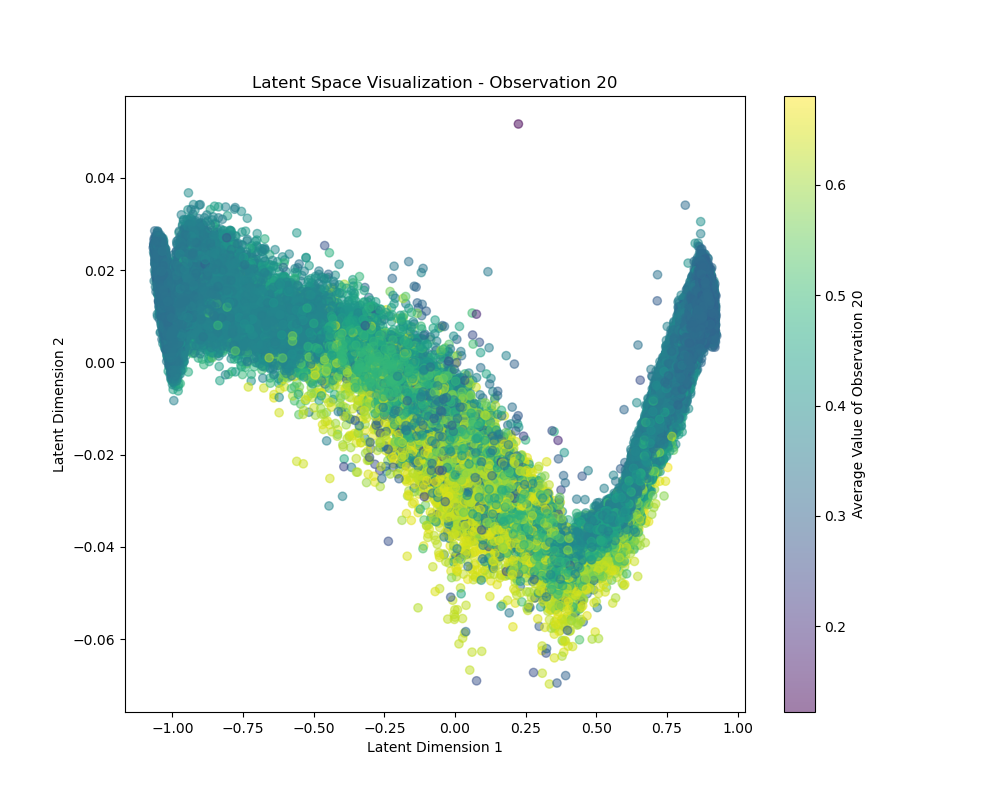 Latent Space Visualization - Observation 20
0.04
0.02
0.00
−0.02
−0.04
−0.06
Latent Dimension 2
−1.00 −0.75 −0.50 −0.25 0.00 0.25 0.50 0.75 1.00
Latent Dimension 1
0.6
0.5
0.4
0.3
0.2
Average Value of Observation 20